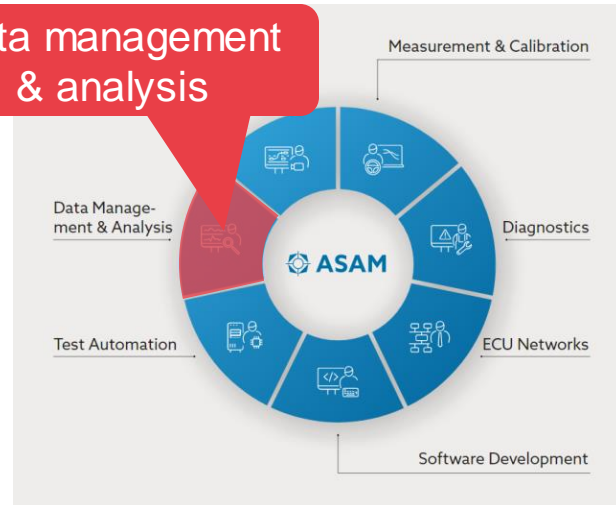 ta management
& analysis
Measurement & Calibration
Data Manage-
ment & Analysis
Diagnostics
ASAM
Test Automation
ECU Networks
</>
Software Development